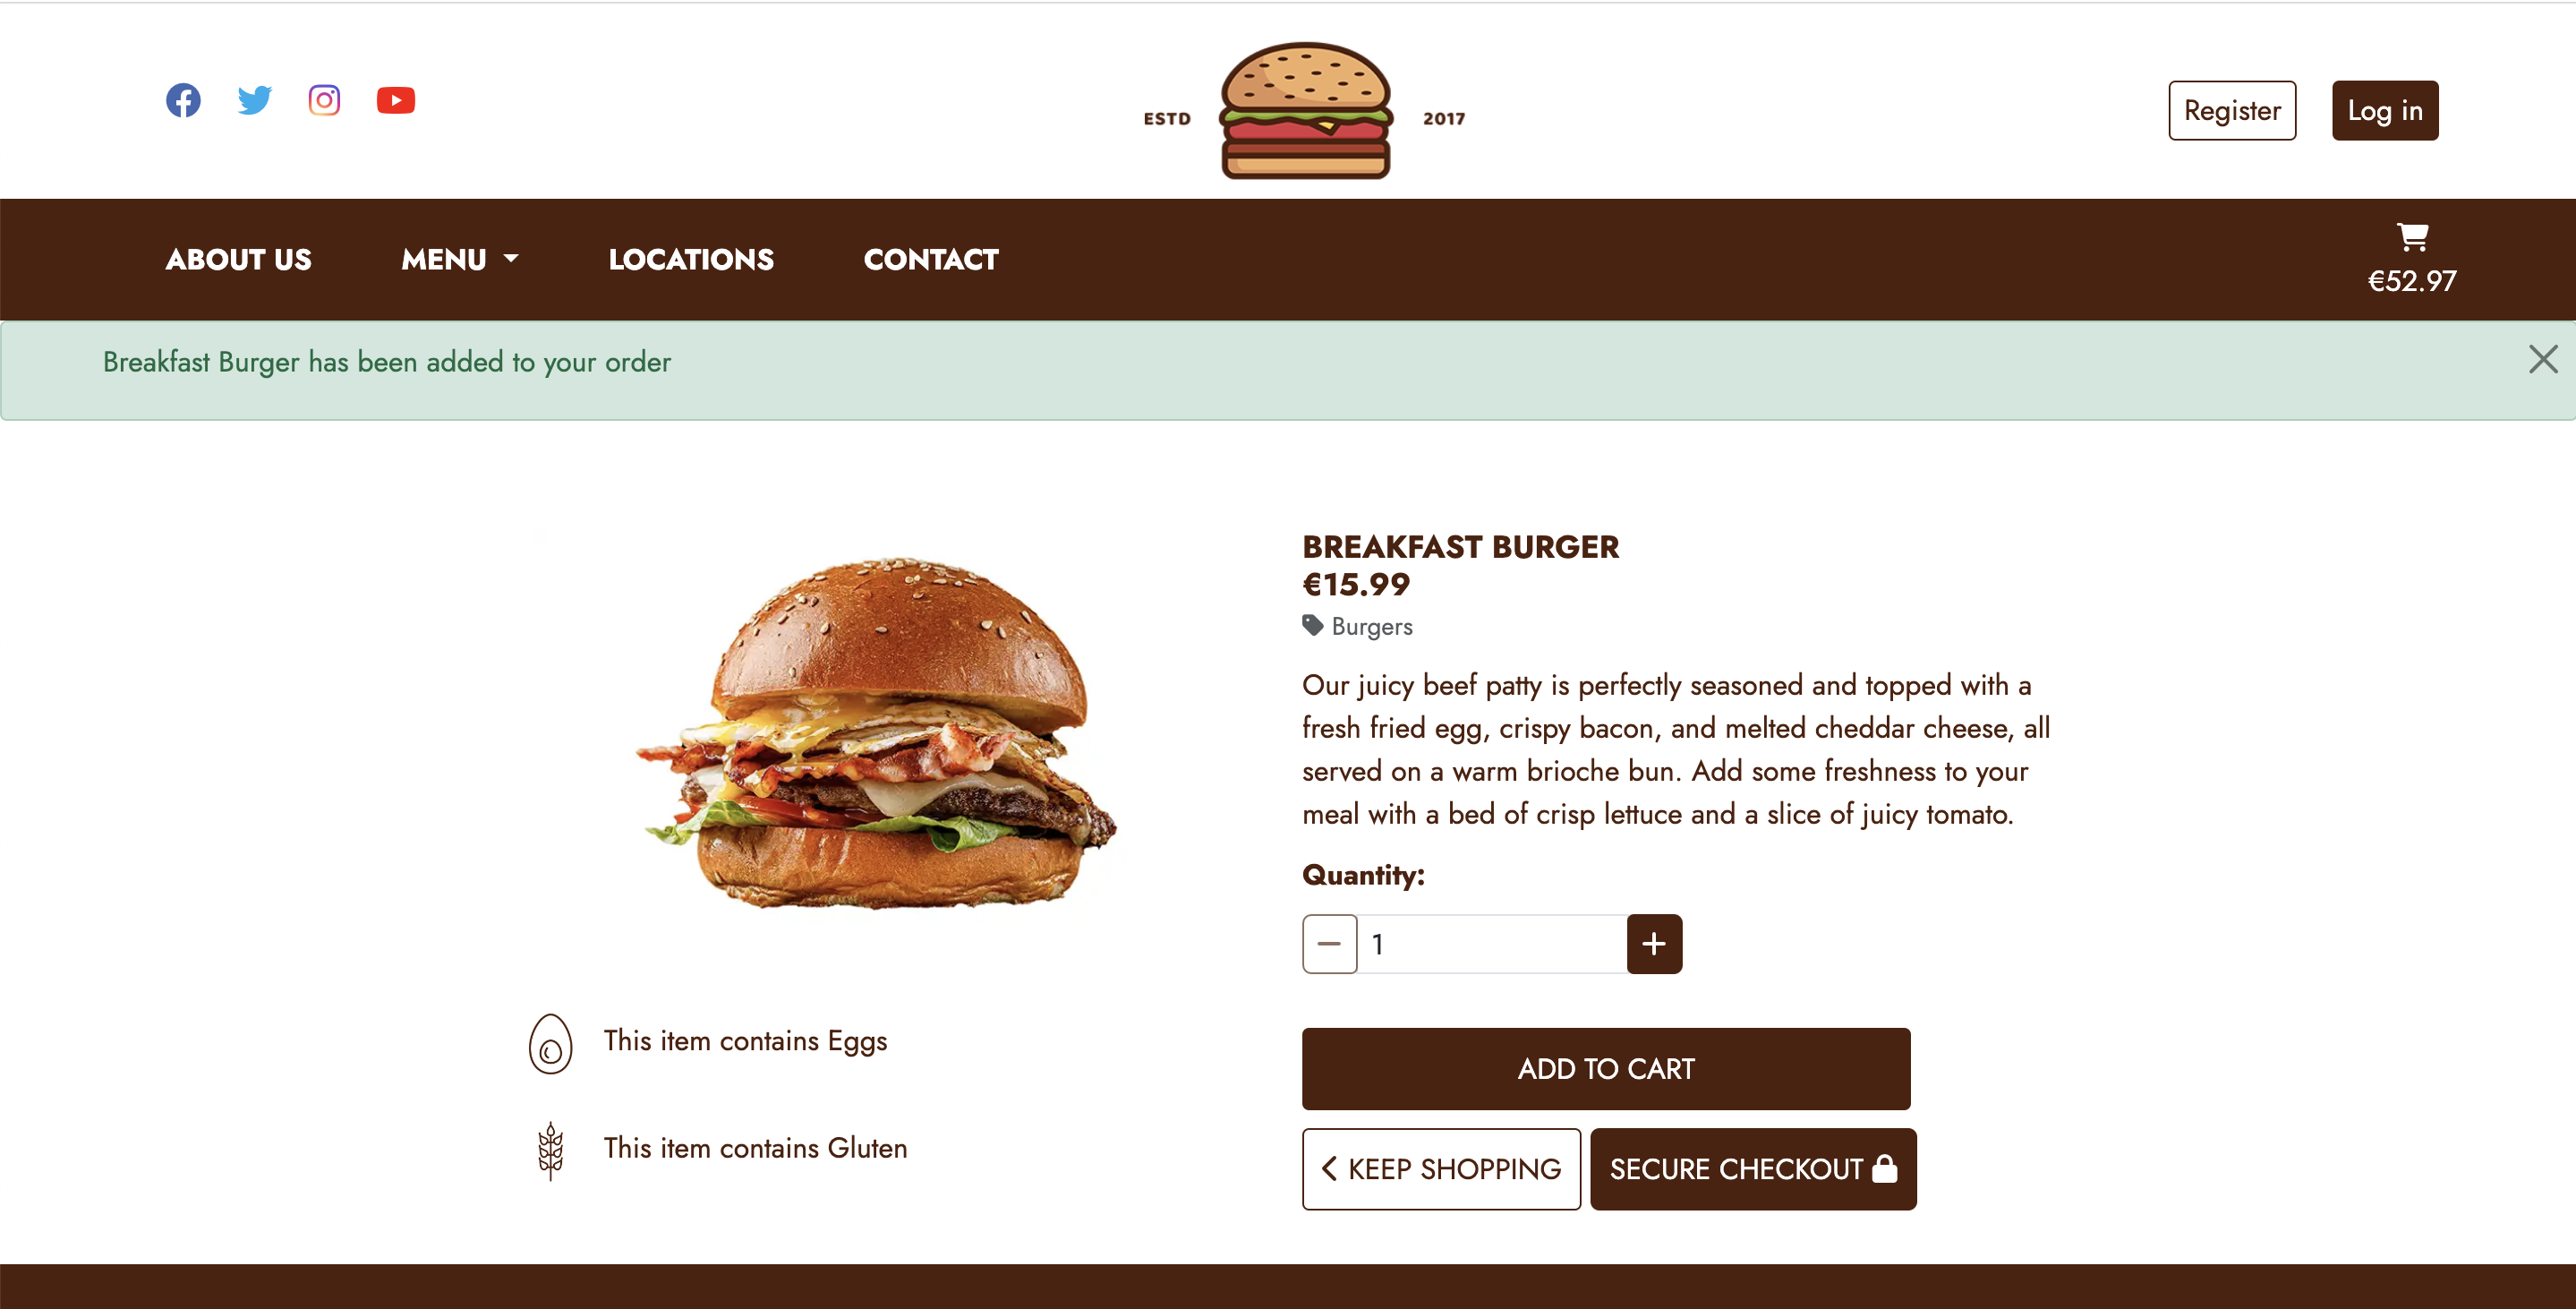 ESTD 2017
Register
Log in
ABOUT US
MENU
LOCATIONS
CONTACT
€52.97
Breakfast Burger has been added to your order
BREAKFAST BURGER
€15.99
Burgers
Our juicy beef patty is perfectly seasoned and topped with a
fresh fried egg, crispy bacon, and melted cheddar cheese, all
served on a warm brioche bun. Add some freshness to your
meal with a bed of crisp lettuce and a slice of juicy tomato.
Quantity:
1
This item contains Eggs
This item contains Gluten
ADD TO CART
KEEP SHOPPING
SECURE CHECKOUT